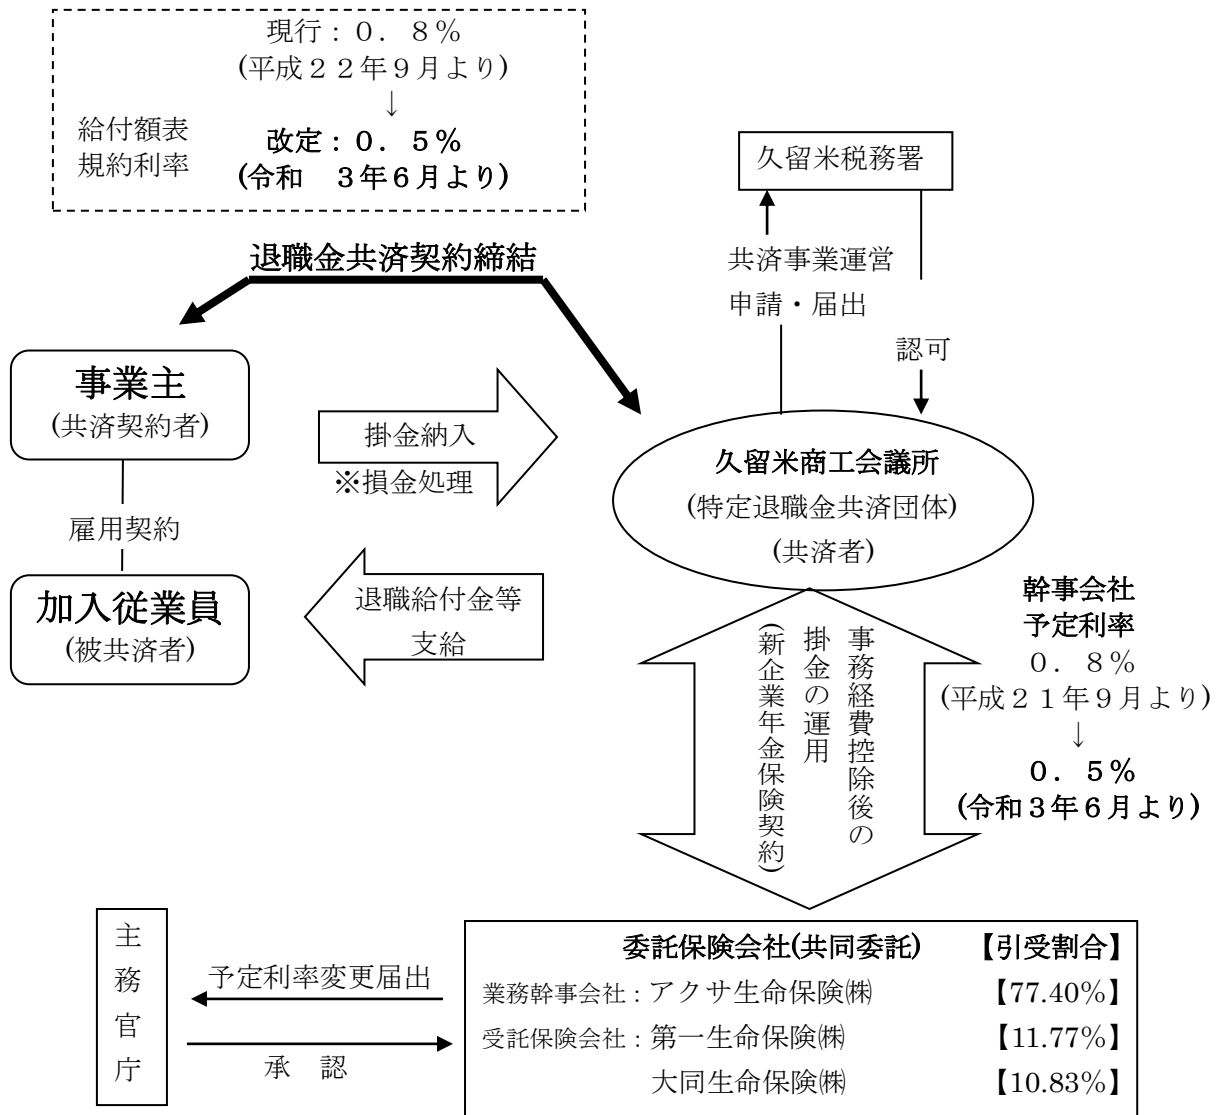 現行：０．８％
(平成２２年９月より)
↓
給付額表
規約利率
改定：０．５％
(令和　３年６月より)
久留米税務署
退職金共済契約締結
共済事業運営
申請・届出
認可
事業主
(共済契約者)
掛金納入
※損金処理
久留米商工会議所
(特定退職金共済団体)
(共済者)
雇用契約
加入従業員
(被共済者)
退職給付金等
支給
幹事会社
予定利率
０．８％
(平成２１年９月より)
↓
０．５％
(令和３年６月より)
事務経費控除後の
掛金の運用
(新企業年金保険契約)
主務官庁
予定利率変更届出
承　認
委託保険会社(共同委託)　【引受割合】
業務幹事会社：アクサ生命保険㈱　【77.40％】
受託保険会社：第一生命保険㈱　【11.77％】
大同生命保険㈱　【10.83％】